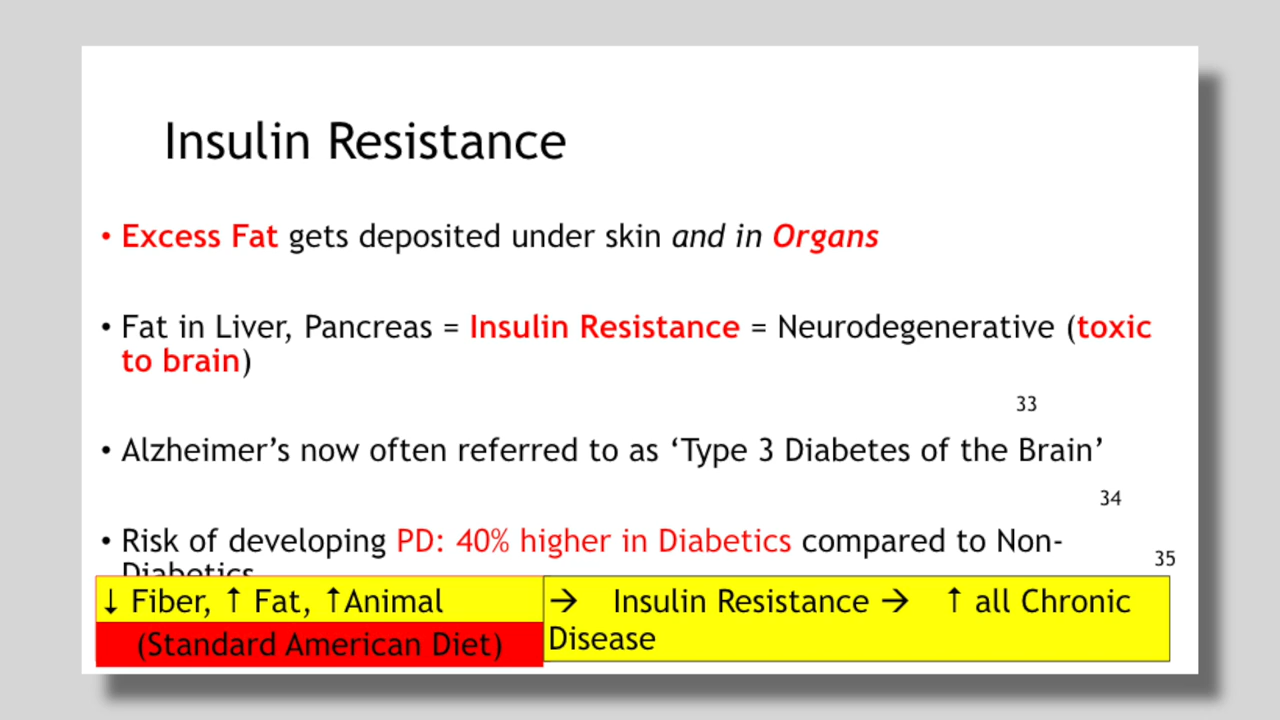 Insulin Resistance
• Excess Fat gets deposited under skin and in Organs
• Fat in Liver, Pancreas = Insulin Resistance = Neurodegenerative (toxic
to brain)
33
• Alzheimer’s now often referred to as ‘Type 3 Diabetes of the Brain’
34
• Risk of developing PD: 40% higher in Diabetics compared to Non-
Diabetics
35
↓ Fiber, ↑ Fat, ↑Animal
(Standard American Diet)
→ Insulin Resistance → ↑ all Chronic
Disease